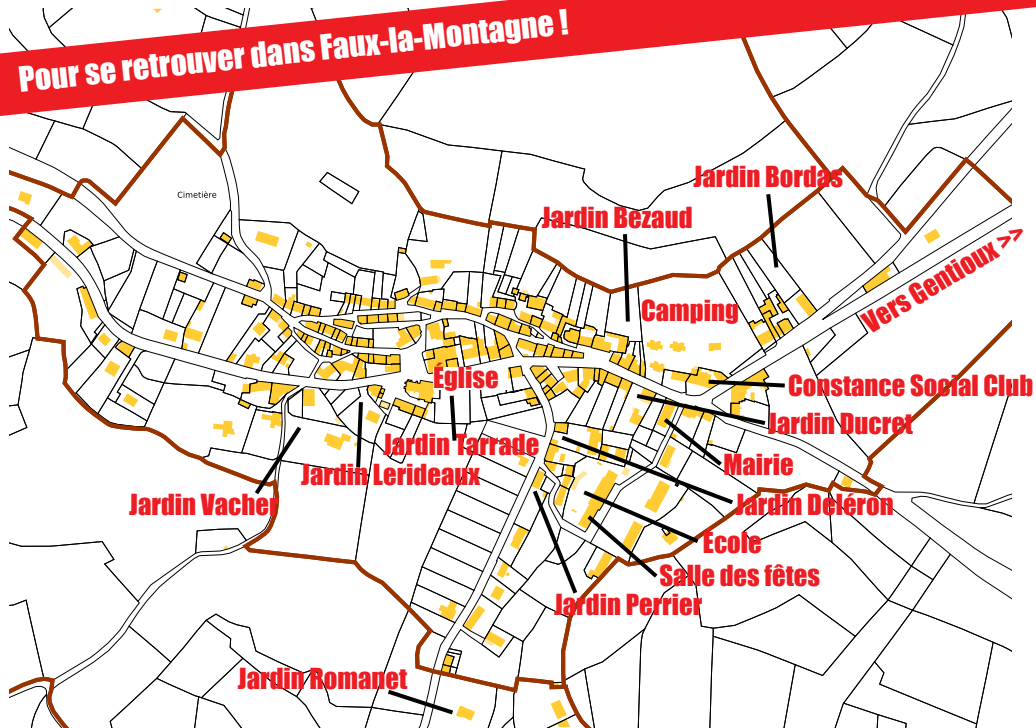 Pour se retrouver dans Faux-la-Montagne !
Jardin Bordas
Cimetière
Jardin Bezaud
Vers Gentioux >>
Camping
Église
Constance Social Club
Jardin Ducret
Jardin Tarrade
Mairie
Jardin Lerideaux
Jardin Vacher
Jardin Deléron
Ecole
Salle des fêtes
Jardin Perrier
Jardin Romanet